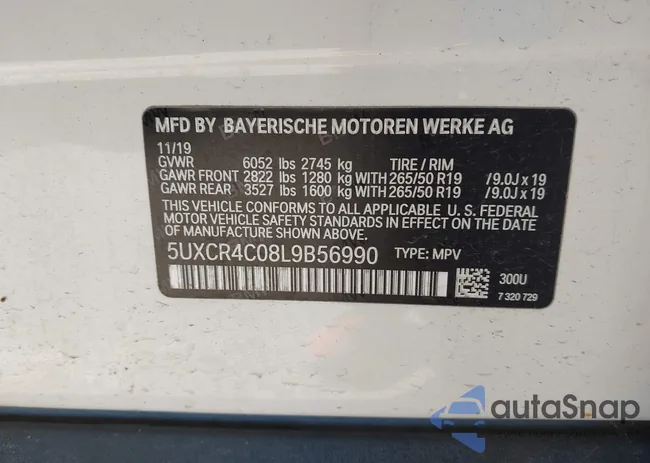 MFD BY BAYERISCHE MOTOREN WERKE AG
11/19
GVWR 6052 lbs 2745 kg TIRE / RIM
GAWR FRONT 2822 lbs 1280 kg WITH 265/50 R19 /9.0J x 19
GAWR REAR 3527 lbs 1600 kg WITH 265/50 R19 /9.0J x 19
THIS VEHICLE CONFORMS TO ALL APPLICABLE U. S. FEDERAL
MOTOR VEHICLE SAFETY STANDARDS IN EFFECT ON THE DATE
OF MANUFACTURE SHOWN ABOVE.
5UXCR4C08L9B56990 TYPE: MPV
300U
7 320 729
autoSnap